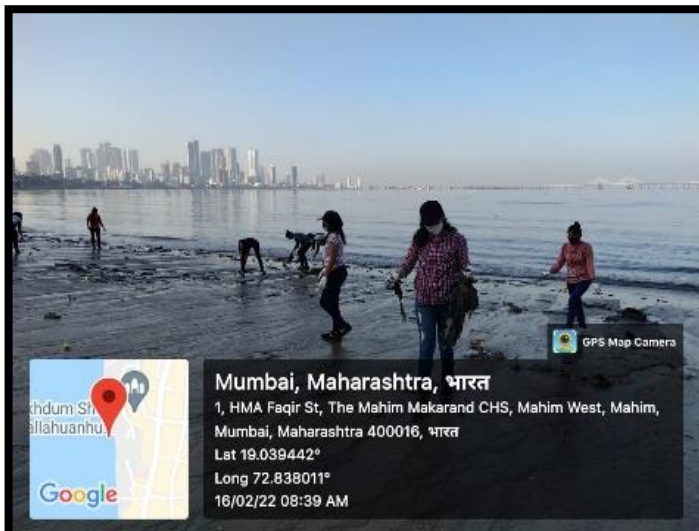 GPS Map Camera
Mumbai, Maharashtra, भारत
1, HMA Faqir St, The Mahim Makarand CHS, Mahim West, Mahim,
Mumbai, Maharashtra 400016, भारत
Lat 19.039442°
Long 72.838011°
16/02/22 08:39 AM
Google